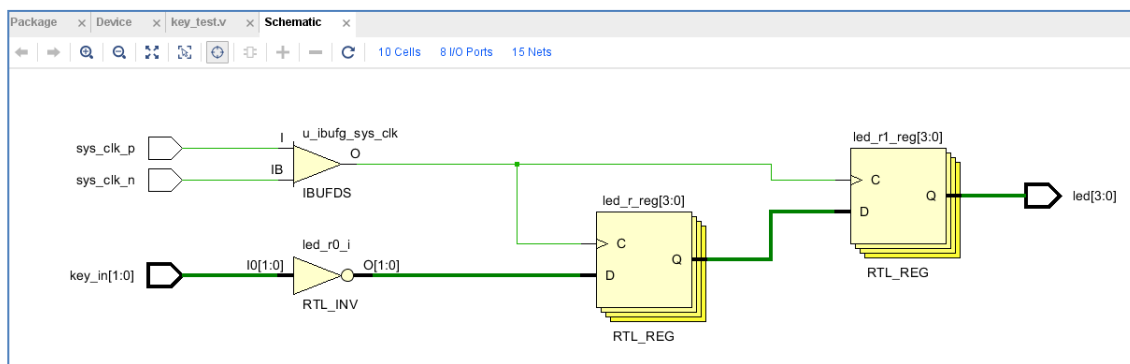 Package × Device × key_test.v × Schematic ×
10 Cells 8 I/O Ports 15 Nets
u_ibufg_sys_clk
sys_clk_p
I
O
sys_clk_n
IB
IBUFDS
led_r1_reg[3:0]
C
D
Q
RTL_REG
led[3:0]
led_r_reg[3:0]
C
D
Q
RTL_REG
led_r0_i
key_in[1:0]
I0[1:0]
O[1:0]
RTL_INV